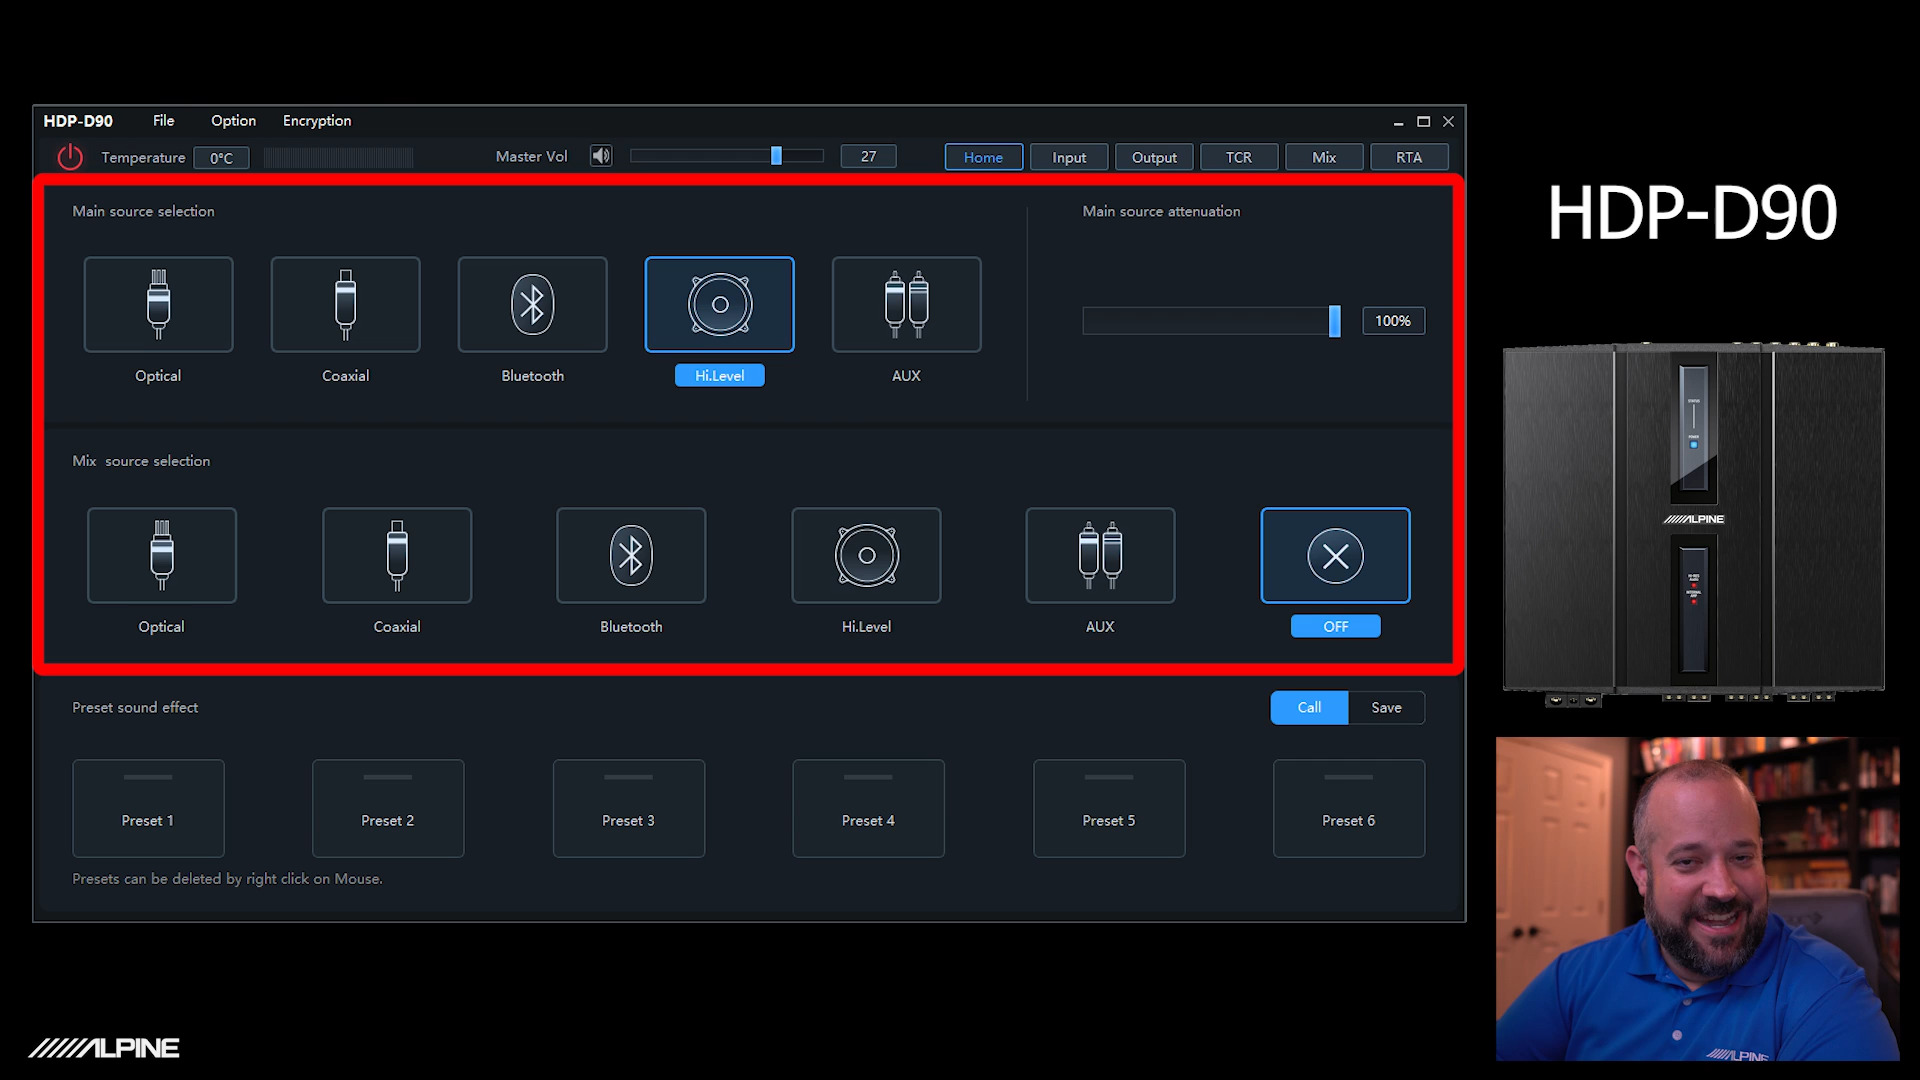 HDP-D90 File Option Encryption
Temperature 0°C Master Vol 27 Home Input Output TCR Mix RTA
Main source selection
Main source attenuation
100%
Optical Coaxial Bluetooth Hi.Level AUX
Mix source selection
Optical Coaxial Bluetooth Hi.Level AUX OFF
Preset sound effect
Call Save
Preset 1 Preset 2 Preset 3 Preset 4 Preset 5 Preset 6
Presets can be deleted by right click on Mouse.
HDP-D90
STATUS
POWER
ALPINE
ALPINE
ALPINE